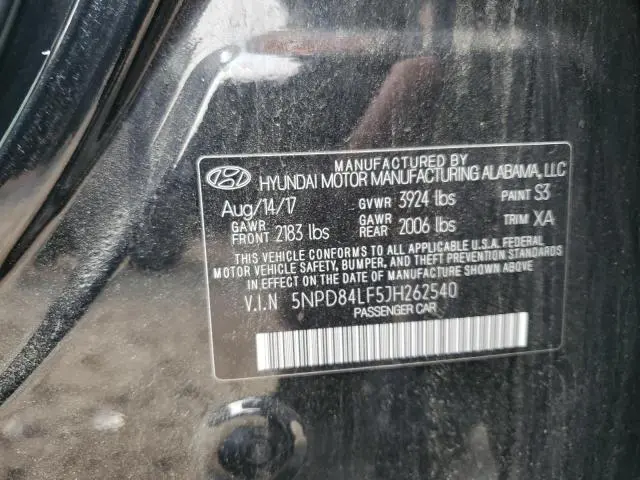 MANUFACTURED BY
HYUNDAI MOTOR MANUFACTURING ALABAMA, LLC
Aug/14/17 GVWR 3924 lbs PAINT S3
GAWR FRONT 2183 lbs GAWR REAR 2006 lbs TRIM XA
THIS VEHICLE CONFORMS TO ALL APPLICABLE U.S.A. FEDERAL
MOTOR VEHICLE SAFETY, BUMPER, AND THEFT PREVENTION
STANDARDS IN EFFECT ON THE DATE OF MANUFACTURE SHOWN ABOVE.
V.I.N 5NPD84LF5JH262540
PASSENGER CAR